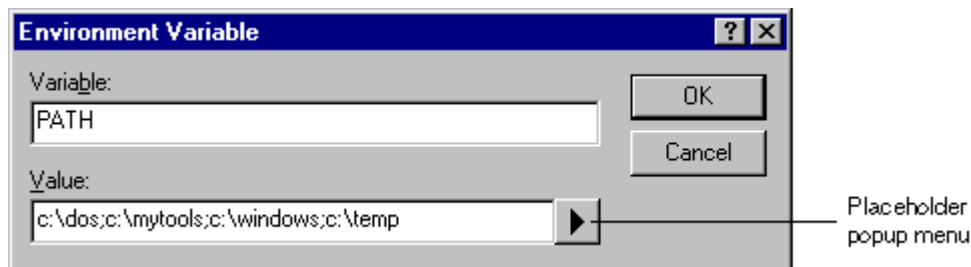 Environment Variable
?
Variable:
OK
PATH
Cancel
Value:
c:\dos;c:\mytools;c:\windows;c:\temp
Placeholder
popup menu